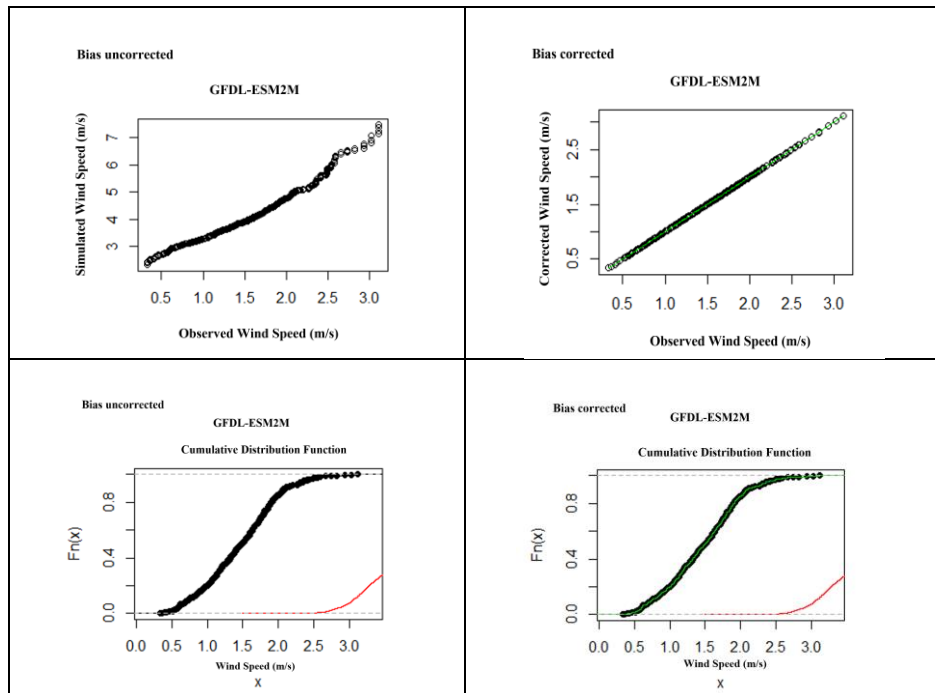 Bias uncorrected
GFDL-ESM2M
Simulated Wind Speed (m/s)
7
6
5
4
3
0.5 1.0 1.5 2.0 2.5 3.0
Observed Wind Speed (m/s)
Bias corrected
GFDL-ESM2M
Corrected Wind Speed (m/s)
2.5
1.5
0.5
0.5 1.0 1.5 2.0 2.5 3.0
Observed Wind Speed (m/s)
Bias uncorrected
GFDL-ESM2M
Cumulative Distribution Function
Fn(x)
0.8
0.4
0.0
0.0 0.5 1.0 1.5 2.0 2.5 3.0
Wind Speed (m/s)
x
Bias corrected
GFDL-ESM2M
Cumulative Distribution Function
Fn(x)
0.8
0.4
0.0
0.0 0.5 1.0 1.5 2.0 2.5 3.0
Wind Speed (m/s)
x